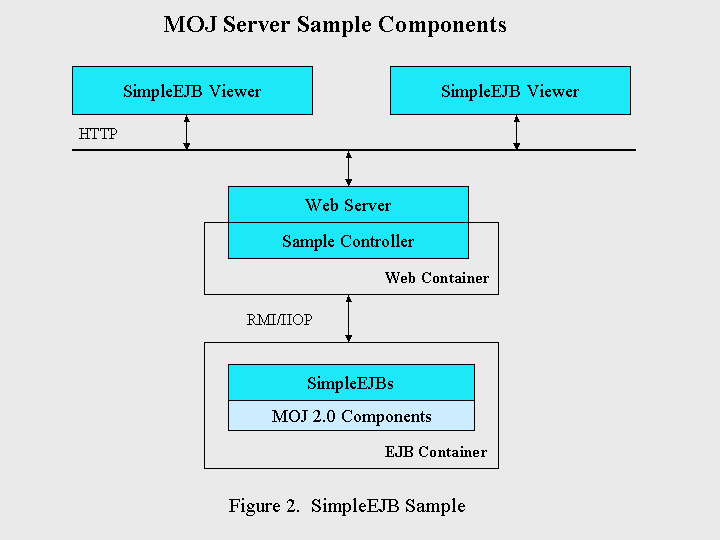 MOJ Server Sample Components
SimpleEJB Viewer
SimpleEJB Viewer
HTTP
Web Server
Sample Controller
Web Container
RMI/IIOP
SimpleEJBs
MOJ 2.0 Components
EJB Container
Figure 2.  SimpleEJB Sample